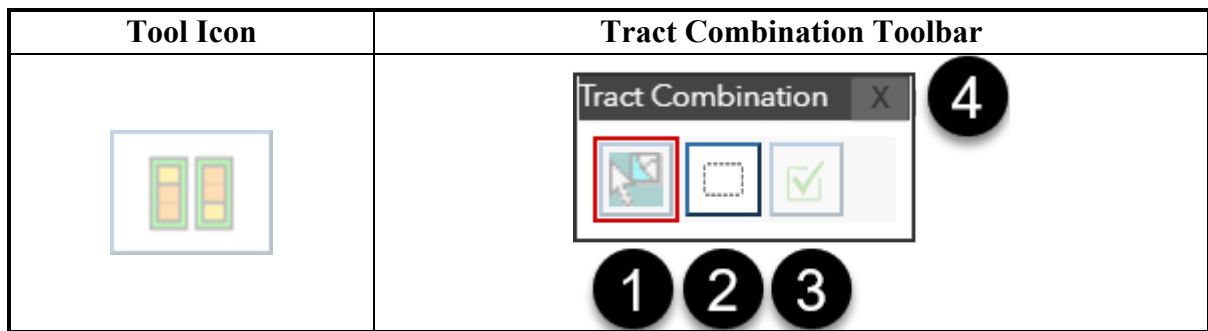 Tool Icon
Tract Combination Toolbar
Tract Combination X
4
1 2 3